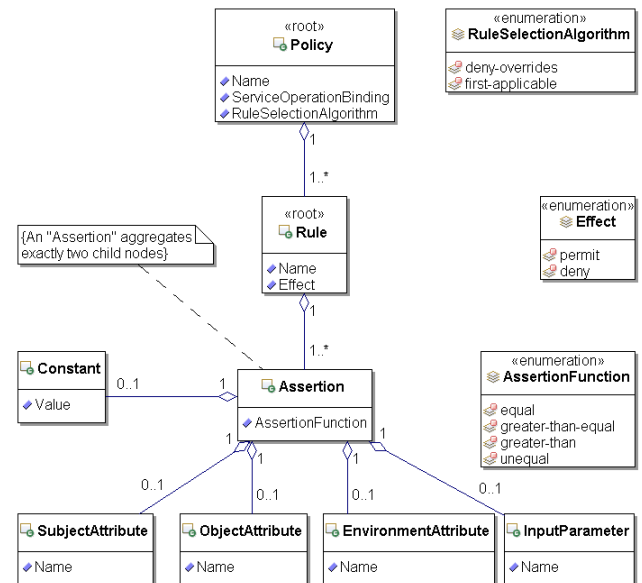 «root»
Policy
Name
ServiceOperationBinding
RuleSelectionAlgorithm
«enumeration»
RuleSelectionAlgorithm
deny-overrides
first-applicable
1
1..*
«root»
Rule
Name
Effect
{An "Assertion" aggregates
exactly two child nodes}
«enumeration»
Effect
permit
deny
1
1..*
Constant
Value
0..1
1
Assertion
AssertionFunction
«enumeration»
AssertionFunction
equal
greater-than-equal
greater-than
unequal
1
1
1
1
0..1
0..1
0..1
0..1
SubjectAttribute
Name
ObjectAttribute
Name
EnvironmentAttribute
Name
InputParameter
Name